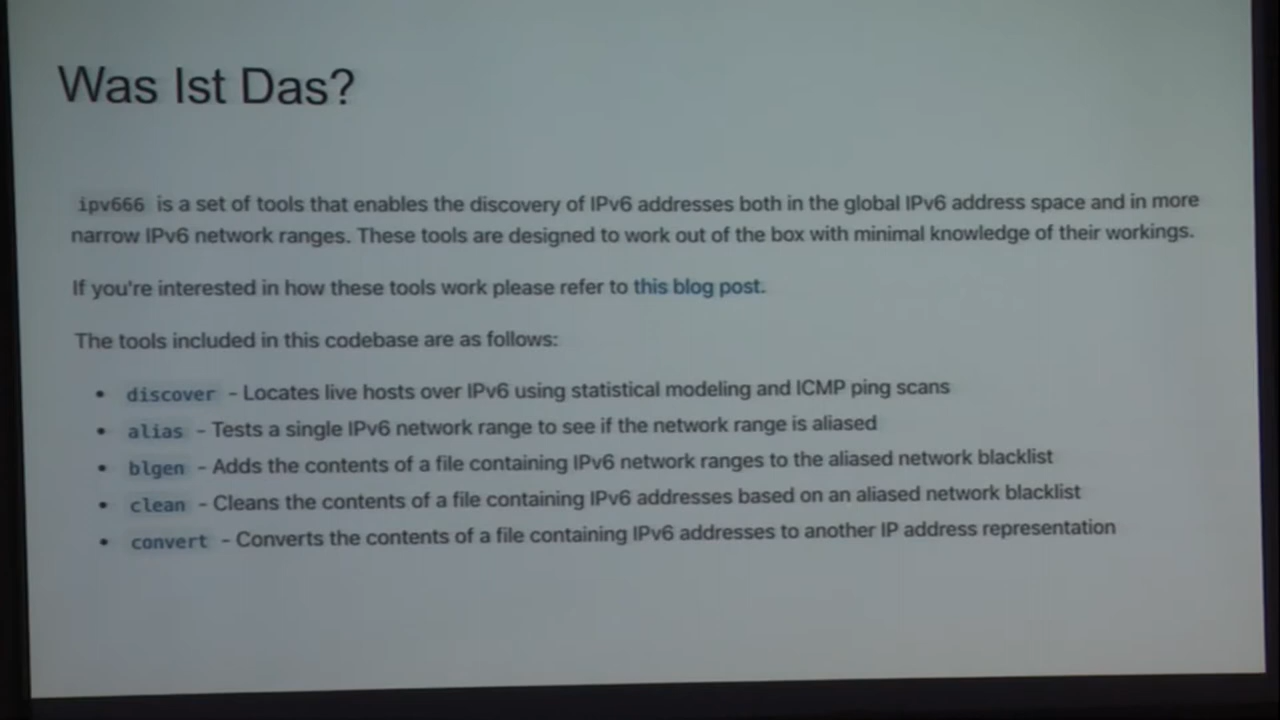 Was Ist Das?
ipv666 is a set of tools that enables the discovery of IPv6 addresses both in the global IPv6 address space and in more
narrow IPv6 network ranges. These tools are designed to work out of the box with minimal knowledge of their workings.
If you're interested in how these tools work please refer to this blog post.
The tools included in this codebase are as follows:
• discover - Locates live hosts over IPv6 using statistical modeling and ICMP ping scans
• alias - Tests a single IPv6 network range to see if the network range is aliased
• blgen - Adds the contents of a file containing IPv6 network ranges to the aliased network blacklist
• clean - Cleans the contents of a file containing IPv6 addresses based on an aliased network blacklist
• convert - Converts the contents of a file containing IPv6 addresses to another IP address representation